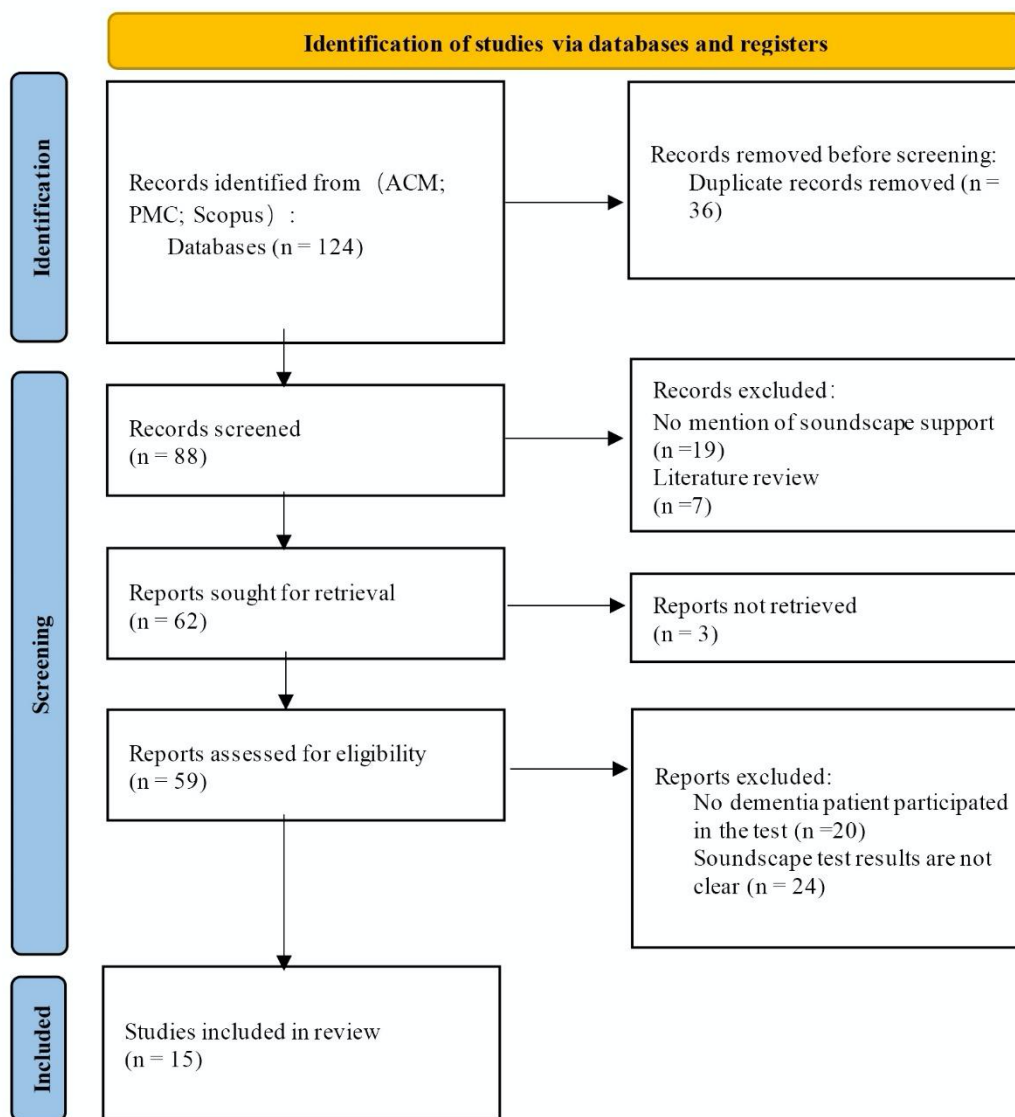 Identification of studies via databases and registers
Identification
Records identified from（ACM;
PMC; Scopus）:
Databases (n = 124)
Records removed before screening:
Duplicate records removed (n =
36)
Screening
Records screened
(n = 88)
Records excluded:
No mention of soundscape support
(n =19)
Literature review
(n =7)
Reports sought for retrieval
(n = 62)
Reports not retrieved
(n = 3)
Reports assessed for eligibility
(n = 59)
Reports excluded:
No dementia patient participated
in the test (n =20)
Soundscape test results are not
clear (n = 24)
Included
Studies included in review
(n = 15)